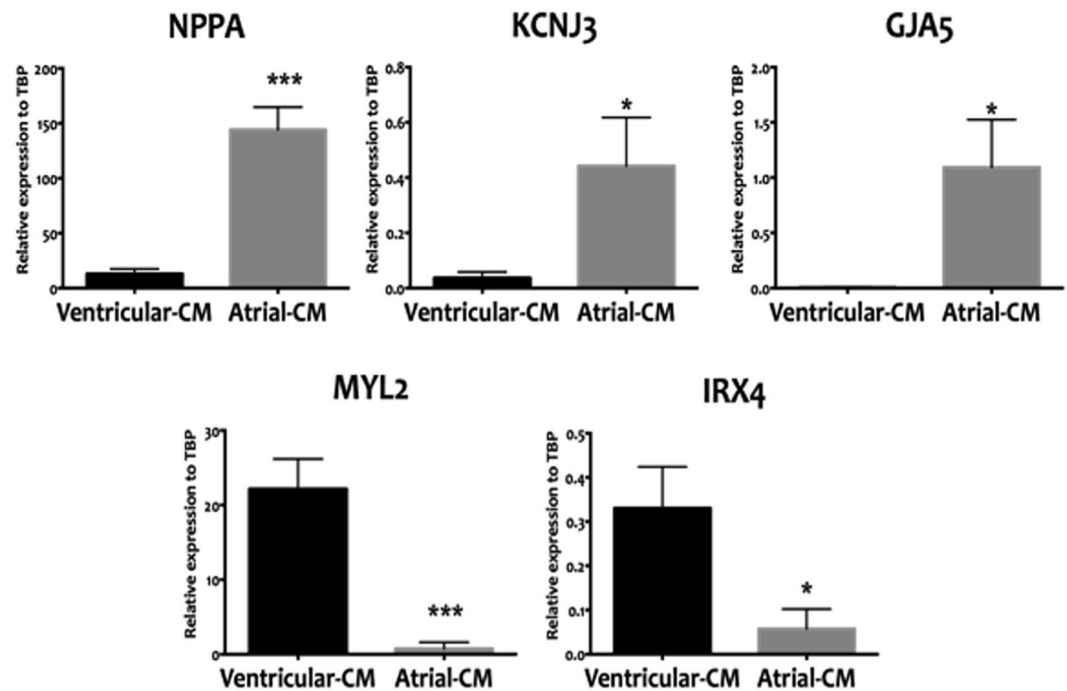 NPPA
KCNJ3
GJA5
Relative expression to TBP
200
150
100
50
0
***
Ventricular-CM
Atrial-CM
Relative expression to TBP
0.8
0.6
0.4
0.2
0.0
*
Ventricular-CM
Atrial-CM
Relative expression to TBP
2.0
1.5
1.0
0.5
0.0
*
Ventricular-CM
Atrial-CM
MYL2
IRX4
Relative expression to TBP
30
20
10
0
***
Ventricular-CM
Atrial-CM
Relative expression to TBP
0.5
0.4
0.3
0.2
0.1
0.0
*
Ventricular-CM
Atrial-CM